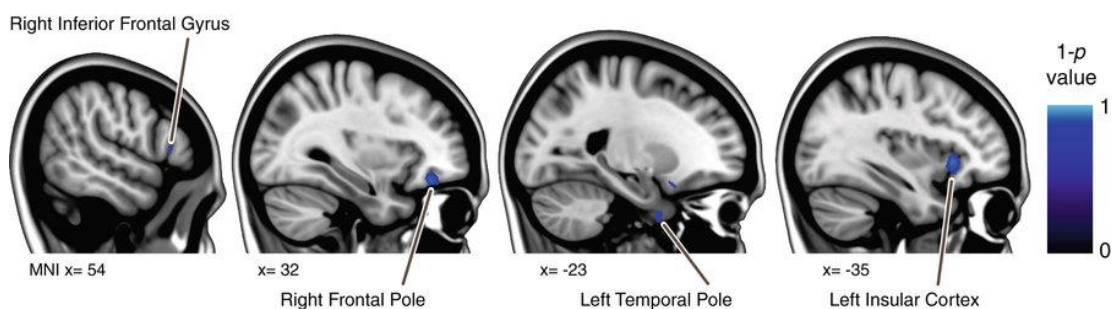 Right Inferior Frontal Gyrus
1-p
value
1
0
MNI x= 54
x= 32
x= -23
x= -35
Right Frontal Pole
Left Temporal Pole
Left Insular Cortex